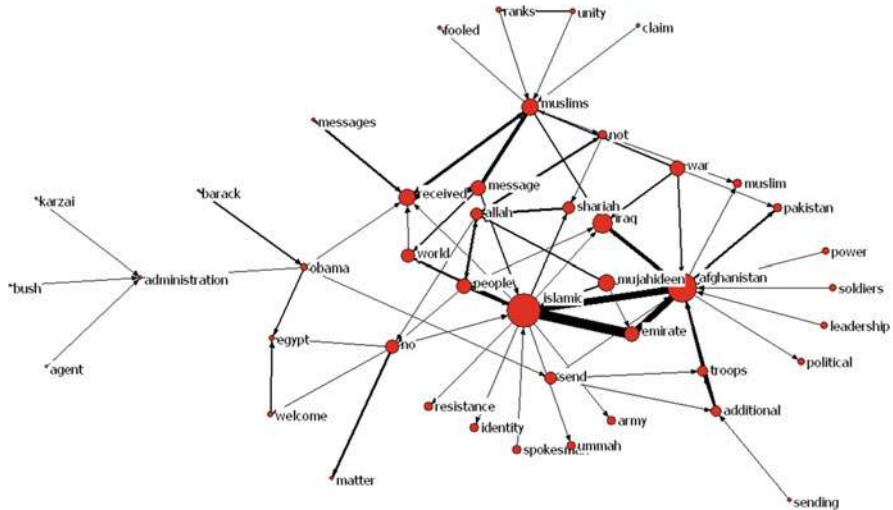 ranks
unity
fooled
claim
muslims
messages
not
war
received
message
muslim
karzai
barack
allah
shariah
iraq
pakistan
world
power
administration
obama
people
mujahideen
afghanistan
bush
islamic
soldiers
emirate
leadership
egypt
no
political
agent
send
troops
welcome
resistance
additional
identity
army
spokesman
ummah
matter
sending